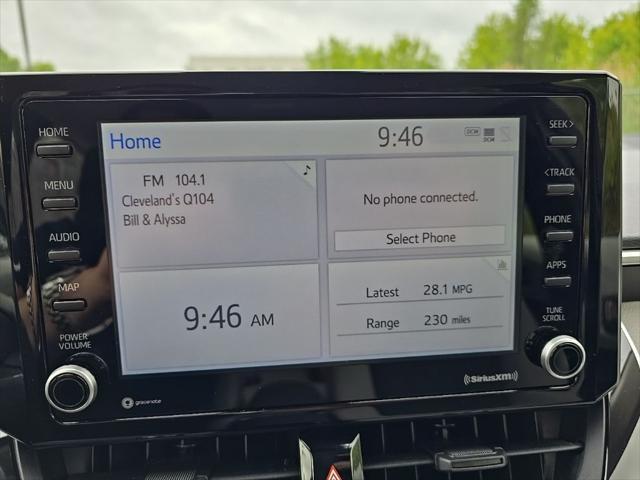 HOME
MENU
AUDIO
MAP
POWER
VOLUME
Home
9:46
DCM
DCM
FM 104.1
Cleveland's Q104
Bill & Alyssa
No phone connected.
Select Phone
9:46 AM
Latest 28.1 MPG
Range 230 miles
SEEK >
< TRACK
PHONE
APPS
TUNE
SCROLL
gracenote
SiriusXM